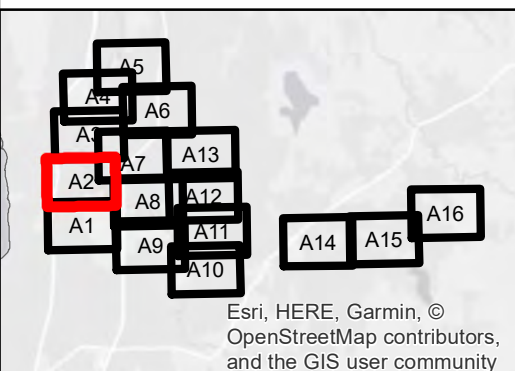 A5
A4
A6
A3
A7
A13
A2
A8
A12
A1
A9
A11
A10
A14
A15
A16
Esri, HERE, Garmin, ©
OpenStreetMap contributors,
and the GIS user community